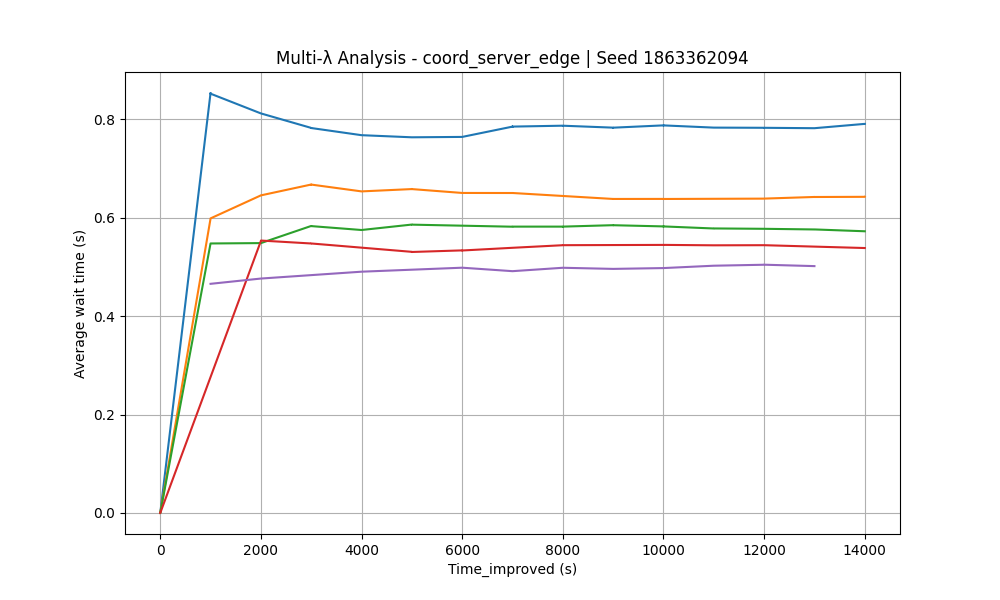 Multi-λ Analysis - coord_server_edge | Seed 1863362094
Average wait time (s)
0.8
0.6
0.4
0.2
0.0
0 2000 4000 6000 8000 10000 12000 14000
Time_improved (s)